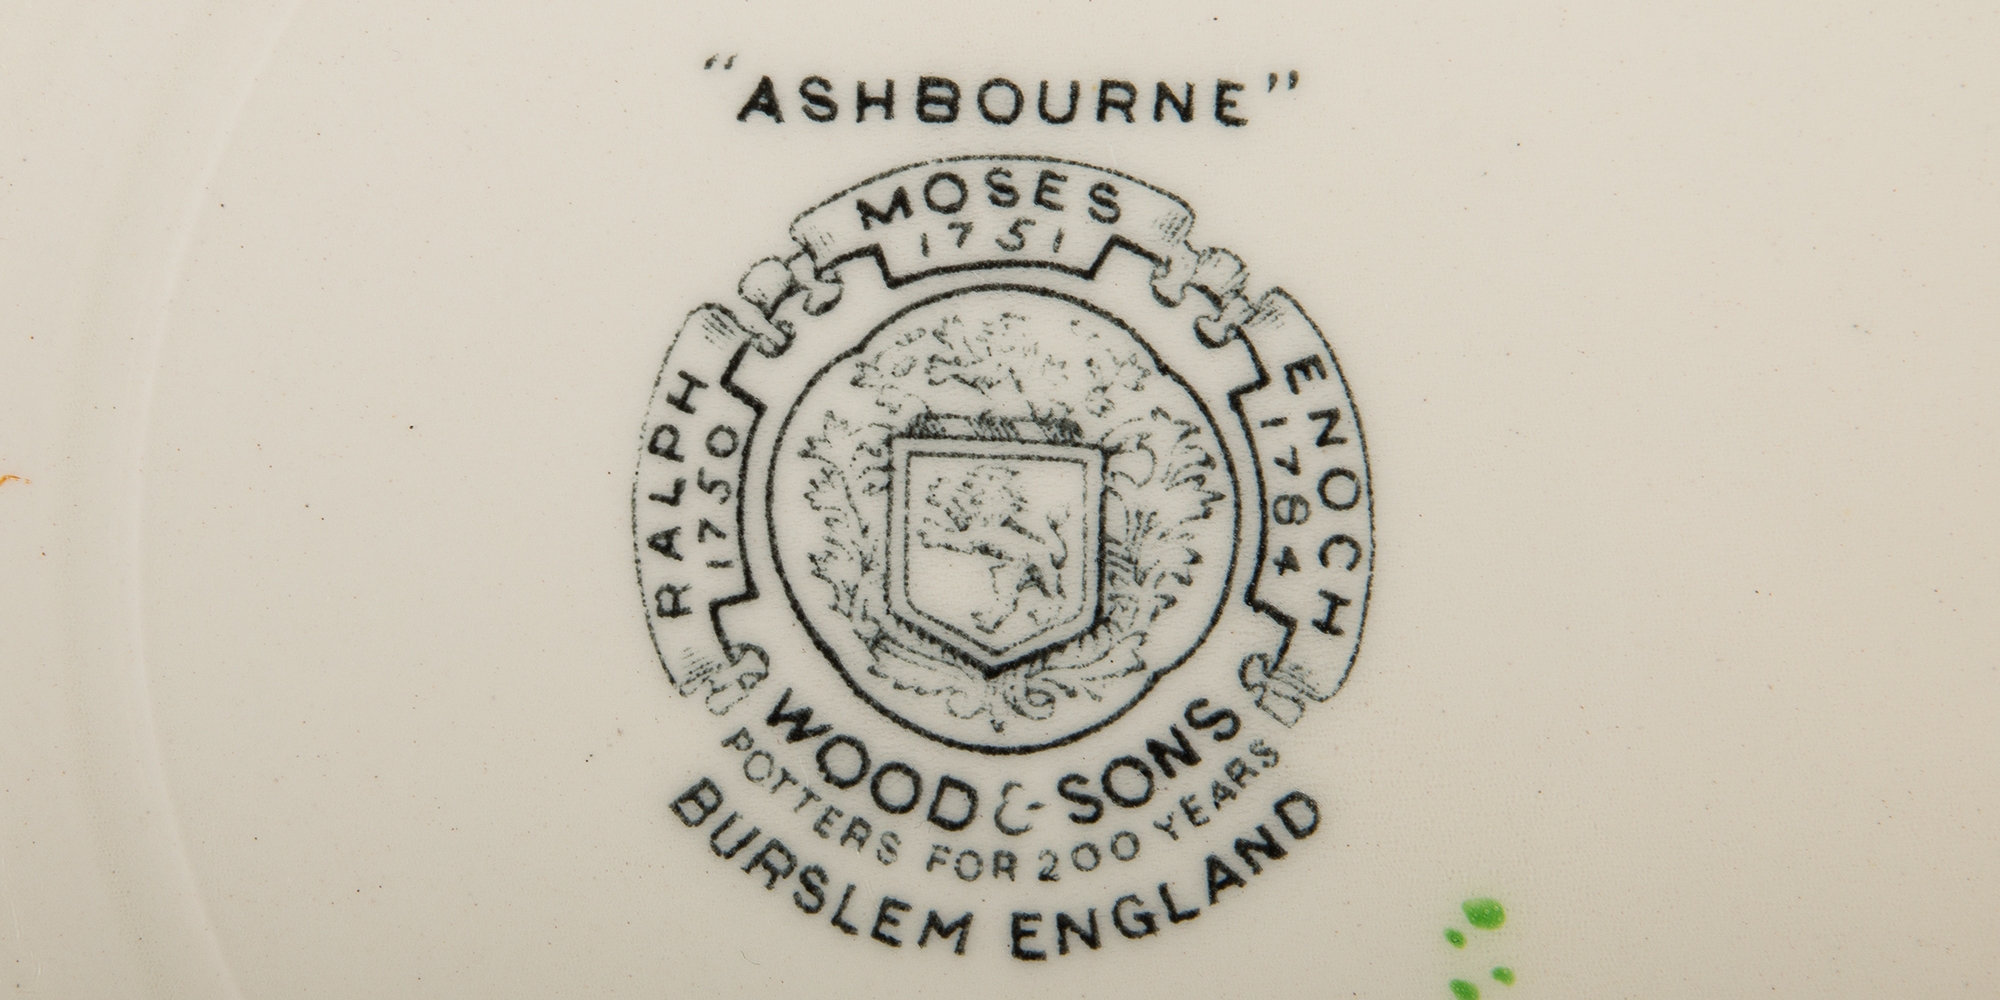 "ASHBOURNE"
MOSES
1751
RALPH
1750
ENOCH
1784
WOOD & SONS
POTTERS FOR 200 YEARS
BURSLEM ENGLAND